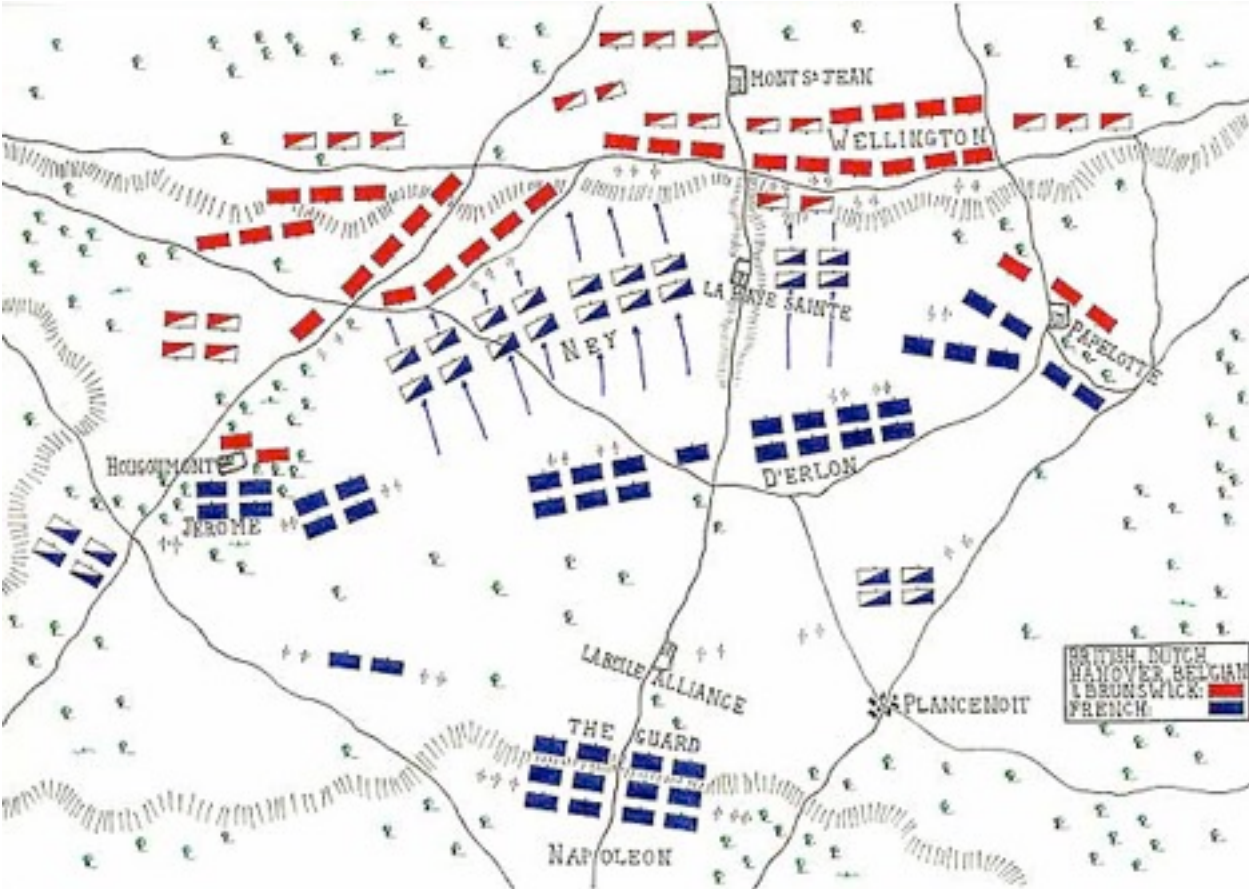 MONT St JEAN
WELLINGTON
LA HAYE SAINTE
NEY
PAPELOTTE
HOUGOUMONT
D'ERLON
JEROME
LA BELLE ALLIANCE
BRITISH, DUTCH
HANOVER, BELGIAN
& BRUNSWICK:
FRENCH:
PLANCENOIT
THE GUARD
NAPOLEON